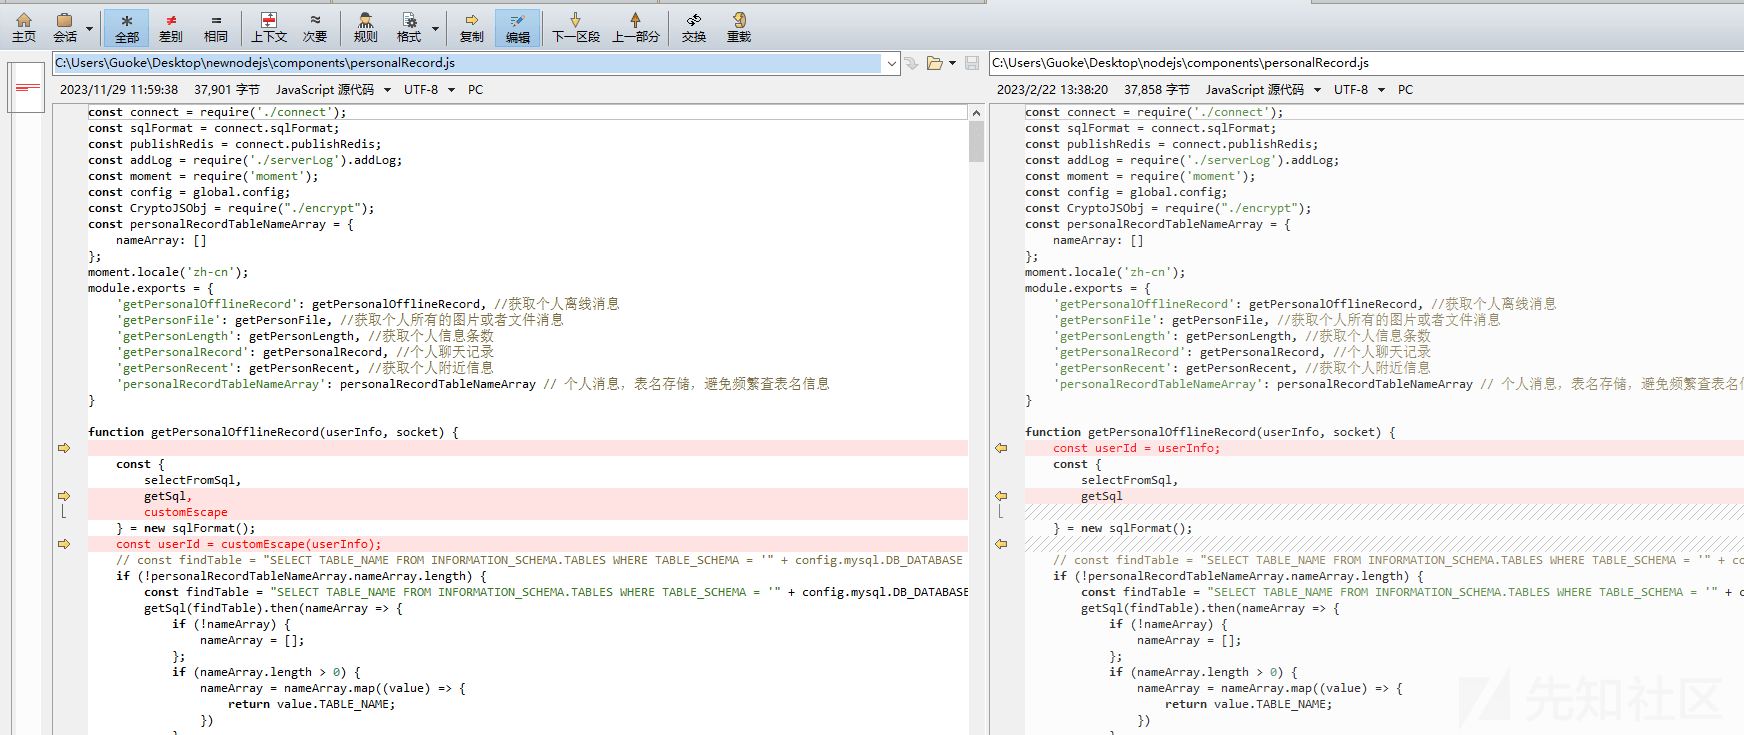 主页 会话 全部 差别 相同 上下文 次要 规则 格式 复制 编辑 下一区段 上一部分 交换 重载
C:\Users\Guoke\Desktop\newnodejs\components\personalRecord.js
2023/11/29 11:59:38 37,901 字节 JavaScript 源代码 UTF-8 PC
const connect = require('./connect');
const sqlFormat = connect.sqlFormat;
const publishRedis = connect.publishRedis;
const addLog = require('./serverLog').addLog;
const moment = require('moment');
const config = global.config;
const CryptoJSObj = require("./encrypt");
const personalRecordTableNameArray = {
    nameArray: []
};
moment.locale('zh-cn');
module.exports = {
    'getPersonalOfflineRecord': getPersonalOfflineRecord, //获取个人离线消息
    'getPersonFile': getPersonFile, //获取个人所有的图片或者文件消息
    'getPersonLength': getPersonLength, //获取个人信息条数
    'getPersonalRecord': getPersonalRecord, //个人聊天记录
    'getPersonRecent': getPersonRecent, //获取个人附近信息
    'personalRecordTableNameArray': personalRecordTableNameArray // 个人消息，表名存储，避免频繁查表名信息
}
function getPersonalOfflineRecord(userInfo, socket) {
    const {
        selectFromSql,
        getSql,
        customEscape
    } = new sqlFormat();
    const userId = customEscape(userInfo);
    // const findTable = "SELECT TABLE_NAME FROM INFORMATION_SCHEMA.TABLES WHERE TABLE_SCHEMA = '" + config.mysql.DB_DATABASE
    if (!personalRecordTableNameArray.nameArray.length) {
        const findTable = "SELECT TABLE_NAME FROM INFORMATION_SCHEMA.TABLES WHERE TABLE_SCHEMA = '" + config.mysql.DB_DATABASE
        getSql(findTable).then(nameArray => {
            if (!nameArray) {
                nameArray = [];
            };
            if (nameArray.length > 0) {
                nameArray = nameArray.map((value) => {
                    return value.TABLE_NAME;
                })
C:\Users\Guoke\Desktop\nodejs\components\personalRecord.js
2023/2/22 13:38:20 37,858 字节 JavaScript 源代码 UTF-8 PC
const connect = require('./connect');
const sqlFormat = connect.sqlFormat;
const publishRedis = connect.publishRedis;
const addLog = require('./serverLog').addLog;
const moment = require('moment');
const config = global.config;
const CryptoJSObj = require("./encrypt");
const personalRecordTableNameArray = {
    nameArray: []
};
moment.locale('zh-cn');
module.exports = {
    'getPersonalOfflineRecord': getPersonalOfflineRecord, //获取个人离线消息
    'getPersonFile': getPersonFile, //获取个人所有的图片或者文件消息
    'getPersonLength': getPersonLength, //获取个人信息条数
    'getPersonalRecord': getPersonalRecord, //个人聊天记录
    'getPersonRecent': getPersonRecent, //获取个人附近信息
    'personalRecordTableNameArray': personalRecordTableNameArray // 个人消息，表名存储，避免频繁查表名
}
function getPersonalOfflineRecord(userInfo, socket) {
    const userId = userInfo;
    const {
        selectFromSql,
        getSql
    } = new sqlFormat();
    // const findTable = "SELECT TABLE_NAME FROM INFORMATION_SCHEMA.TABLES WHERE TABLE_SCHEMA = '" + co
    if (!personalRecordTableNameArray.nameArray.length) {
        const findTable = "SELECT TABLE_NAME FROM INFORMATION_SCHEMA.TABLES WHERE TABLE_SCHEMA = '" + c
        getSql(findTable).then(nameArray => {
            if (!nameArray) {
                nameArray = [];
            };
            if (nameArray.length > 0) {
                nameArray = nameArray.map((value) => {
                    return value.TABLE_NAME;
                })
先知社区